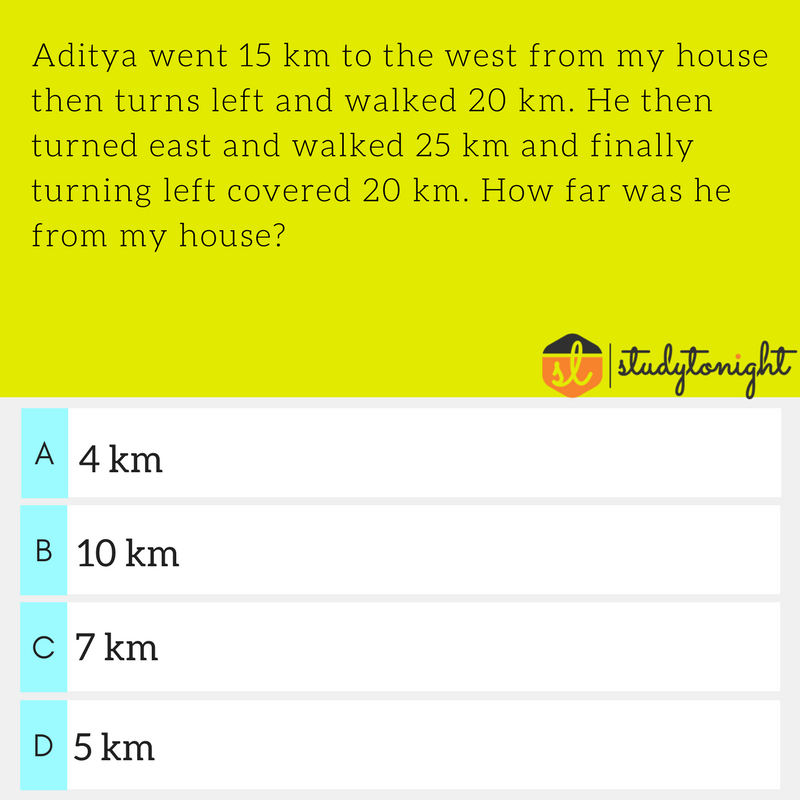 Aditya went 15 km to the west from my house
then turns left and walked 20 km. He then
turned east and walked 25 km and finally
turning left covered 20 km. How far was he
from my house?
sl | studytonight
A 4 km
B 10 km
C 7 km
D 5 km